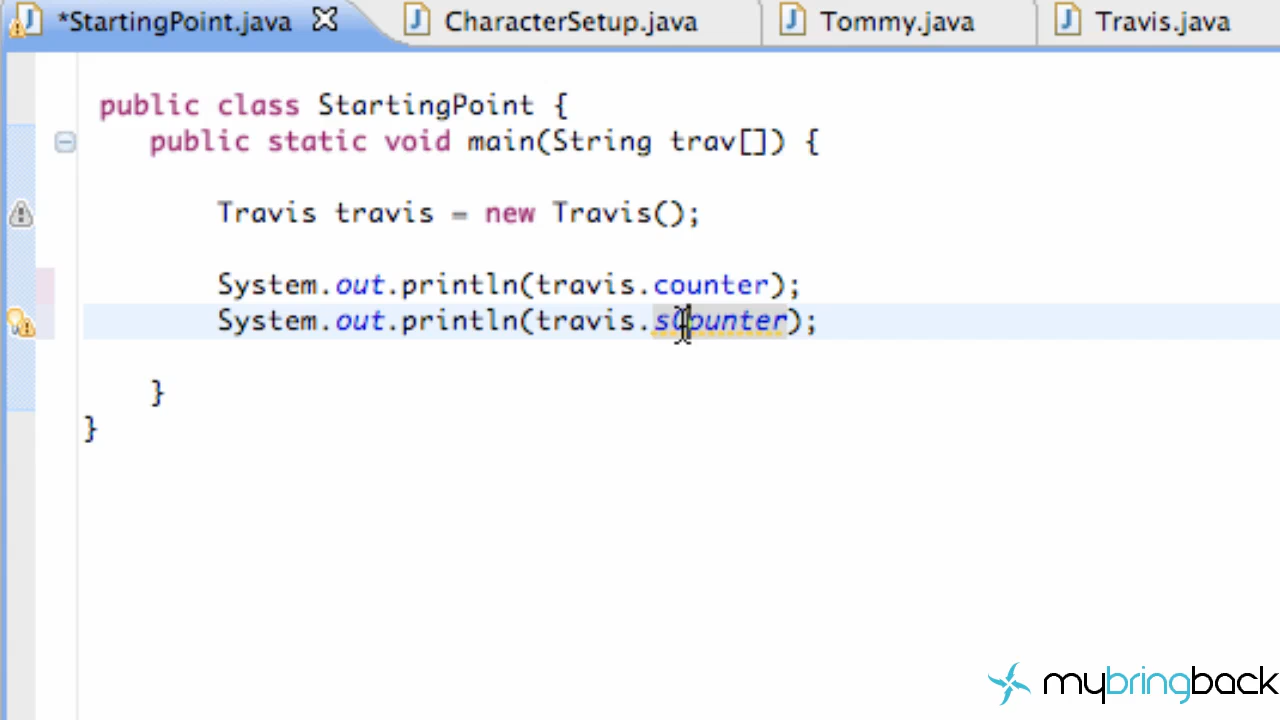 *StartingPoint.java CharacterSetup.java Tommy.java Travis.java
public class StartingPoint {
public static void main(String trav[]) {
Travis travis = new Travis();
System.out.println(travis.counter);
System.out.println(travis.sCounter);
}
}
mybringback